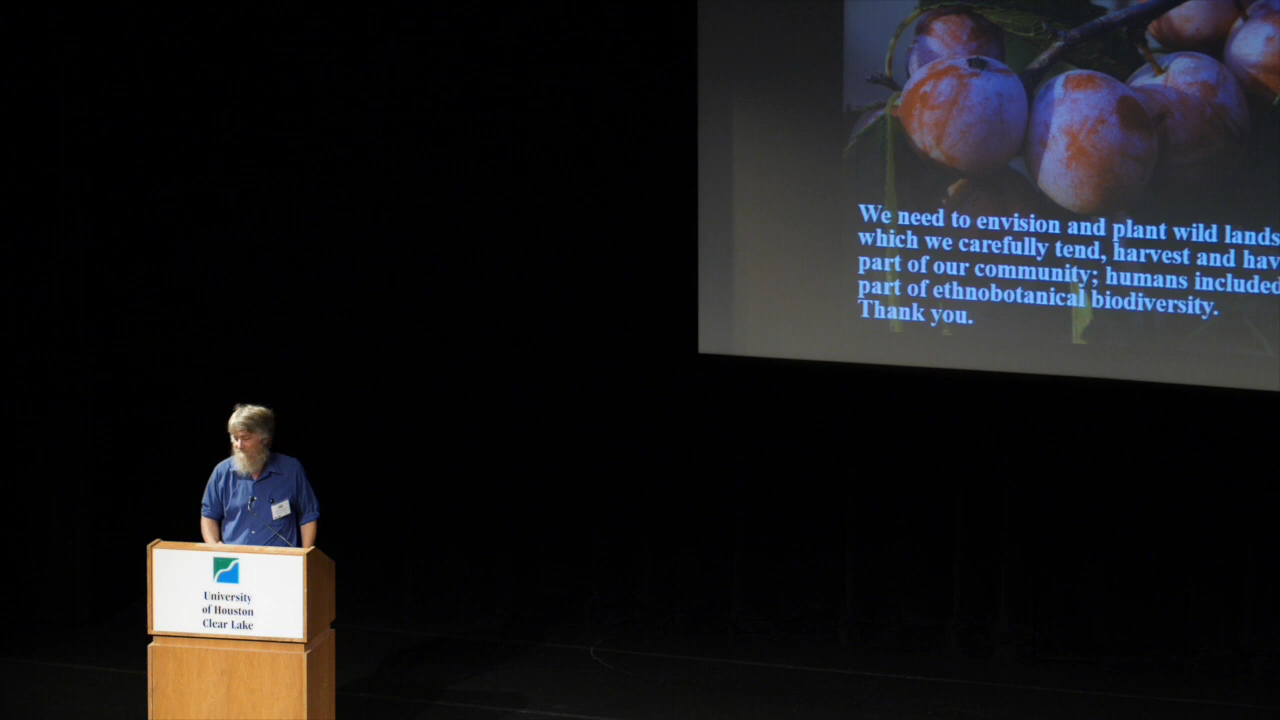 We need to envision and plant wild lands
which we carefully tend, harvest and hav
part of our community; humans included
part of ethnobotanical biodiversity.
Thank you.
University
of Houston
Clear Lake